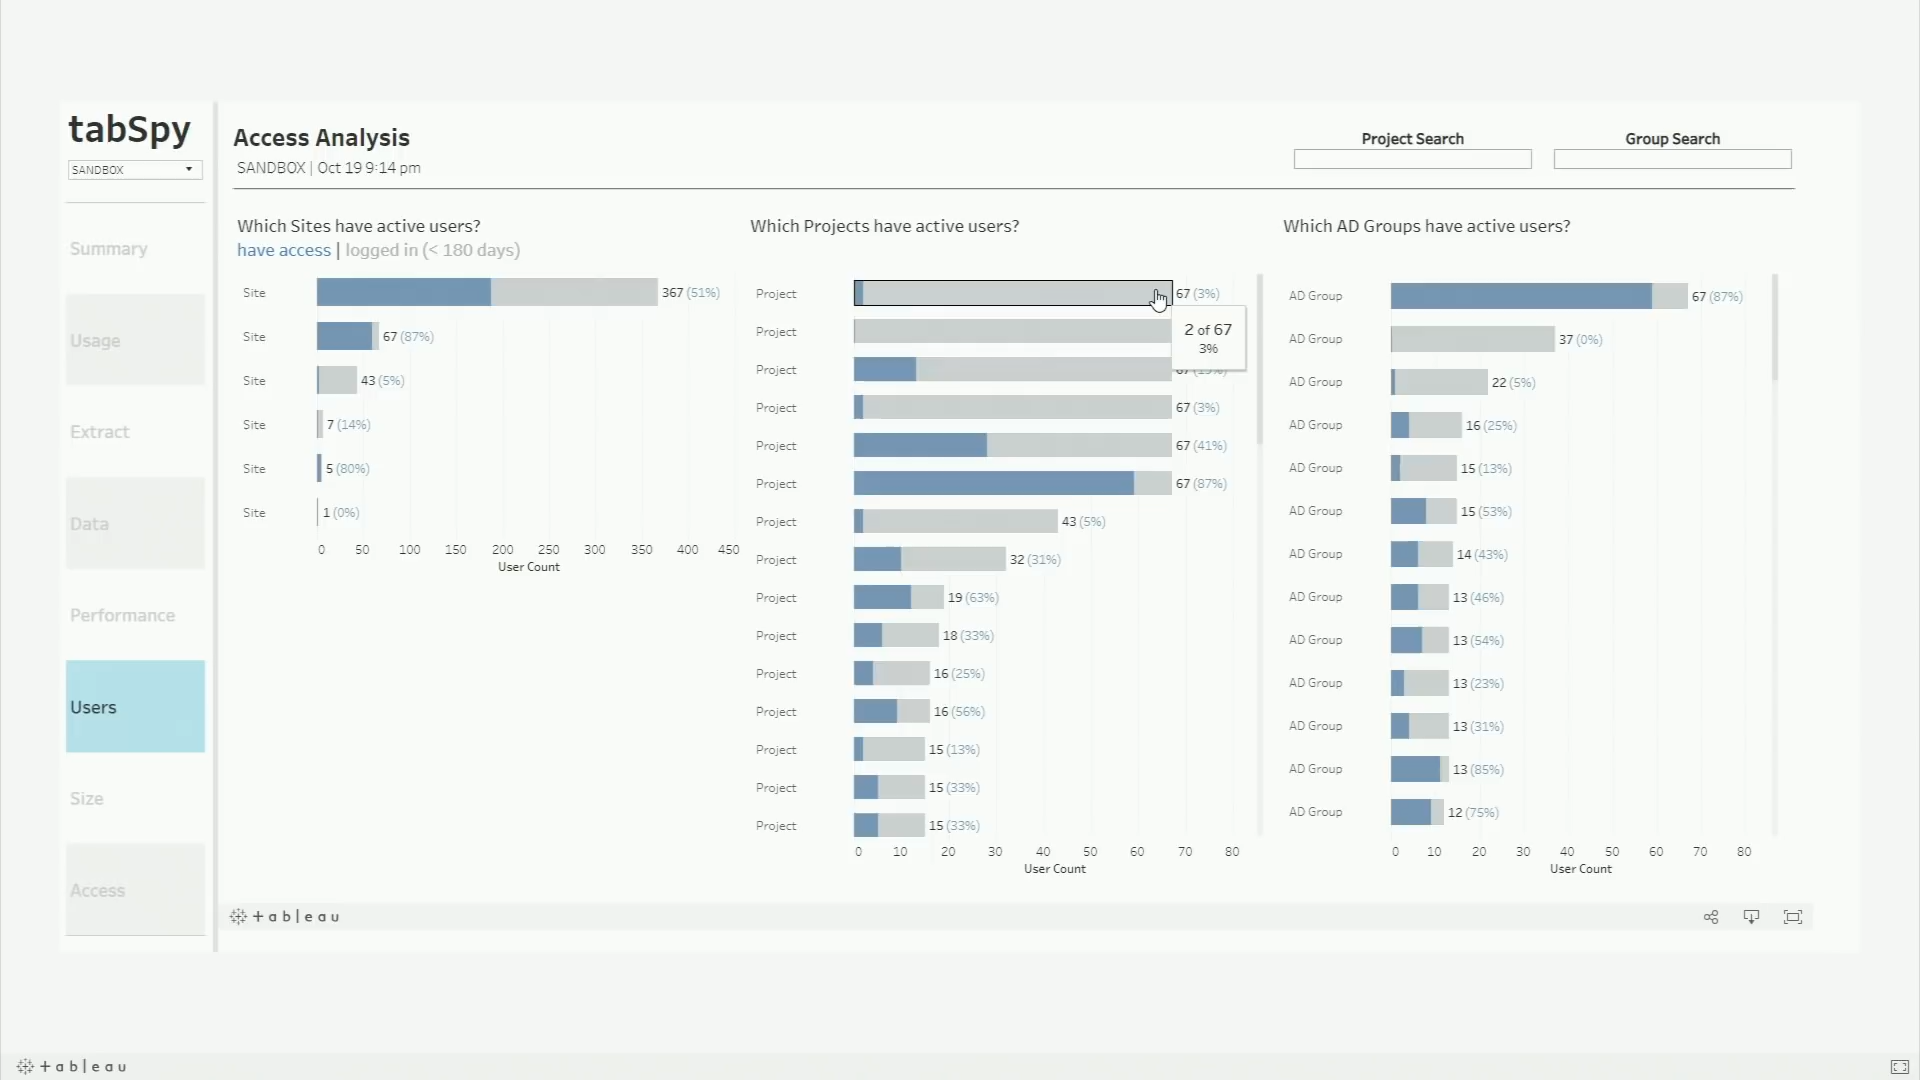 tabSpy
SANDBOX
Summary
Usage
Extract
Data
Performance
Users
Size
Access
Access Analysis
SANDBOX | Oct 19 9:14 pm
Project Search
Group Search
Which Sites have active users?
have access | logged in (< 180 days)
Site 367 (51%)
Site 67 (87%)
Site 43 (5%)
Site 7 (14%)
Site 5 (80%)
Site 1 (0%)
0 50 100 150 200 250 300 350 400 450
User Count
Which Projects have active users?
Project 67 (3%)
2 of 67
3%
Project
Project
Project 67 (3%)
Project 67 (41%)
Project 67 (87%)
Project 43 (5%)
Project 32 (31%)
Project 19 (63%)
Project 18 (33%)
Project 16 (25%)
Project 16 (56%)
Project 15 (13%)
Project 15 (33%)
Project 15 (33%)
0 10 20 30 40 50 60 70 80
User Count
Which AD Groups have active users?
AD Group 67 (87%)
AD Group 37 (0%)
AD Group 22 (5%)
AD Group 16 (25%)
AD Group 15 (13%)
AD Group 15 (53%)
AD Group 14 (43%)
AD Group 13 (46%)
AD Group 13 (54%)
AD Group 13 (23%)
AD Group 13 (31%)
AD Group 13 (85%)
AD Group 12 (75%)
0 10 20 30 40 50 60 70 80
User Count
+ a b | e a u
+ a b | e a u